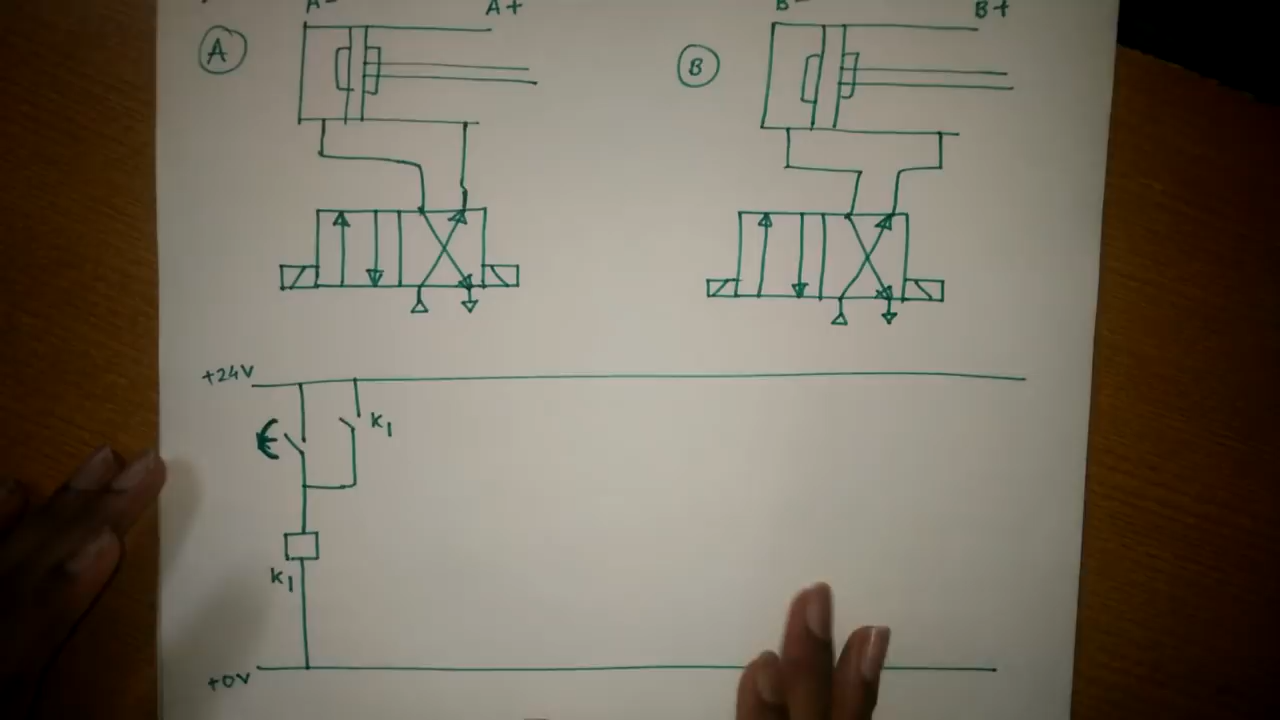 A- A+ B- B+
A B
+24V
K1
K1
+0V